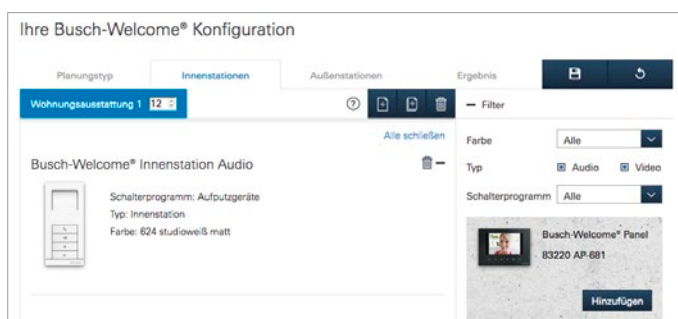 Ihre Busch-Welcome® Konfiguration
Planungstyp
Innenstationen
Außenstationen
Ergebnis
Wohnungsausstattung 1 12
?
Alle schließen
Busch-Welcome® Innenstation Audio
Schalterprogramm: Aufputzgeräte
Typ: Innenstation
Farbe: 624 studioweiß matt
Filter
Farbe Alle
Typ Audio Video
Schalterprogramm Alle
Busch-Welcome® Panel
83220 AP-681
Hinzufügen